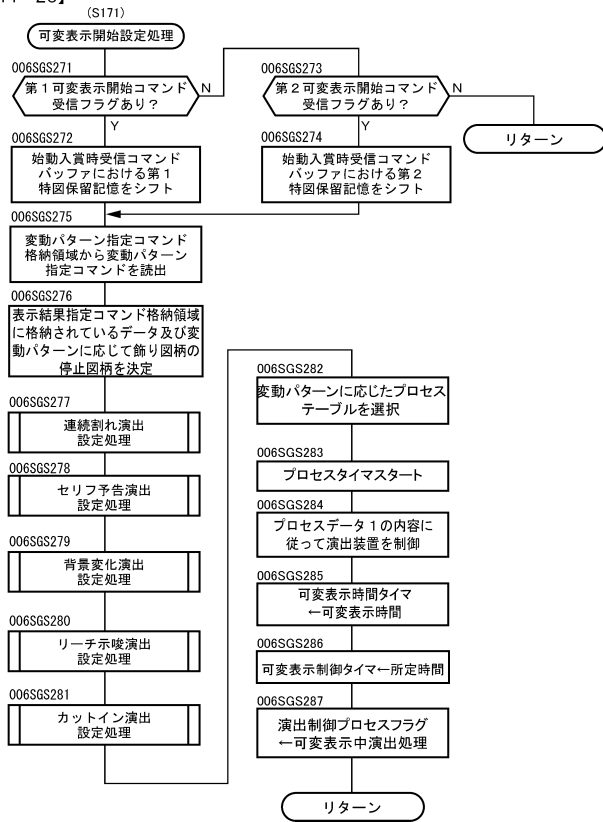 (S171)
可変表示開始設定処理
006SGS271
第１可変表示開始コマンド
受信フラグあり？
N
Y
006SGS273
第２可変表示開始コマンド
受信フラグあり？
N
Y
リターン
006SGS272
始動入賞時受信コマンド
バッファにおける第１
特図保留記憶をシフト
006SGS274
始動入賞時受信コマンド
バッファにおける第２
特図保留記憶をシフト
006SGS275
変動パターン指定コマンド
格納領域から変動パターン
指定コマンドを読出
006SGS276
表示結果指定コマンド格納領域
に格納されているデータ及び変
動パターンに応じて飾り図柄の
停止図柄を決定
006SGS277
連続割れ演出
設定処理
006SGS278
セリフ予告演出
設定処理
006SGS279
背景変化演出
設定処理
006SGS280
リーチ示唆演出
設定処理
006SGS281
カットイン演出
設定処理
006SGS282
変動パターンに応じたプロセス
テーブルを選択
006SGS283
プロセスタイマスタート
006SGS284
プロセスデータ１の内容に
従って演出装置を制御
006SGS285
可変表示時間タイマ
←可変表示時間
006SGS286
可変表示制御タイマ←所定時間
006SGS287
演出制御プロセスフラグ
←可変表示中演出処理
リターン